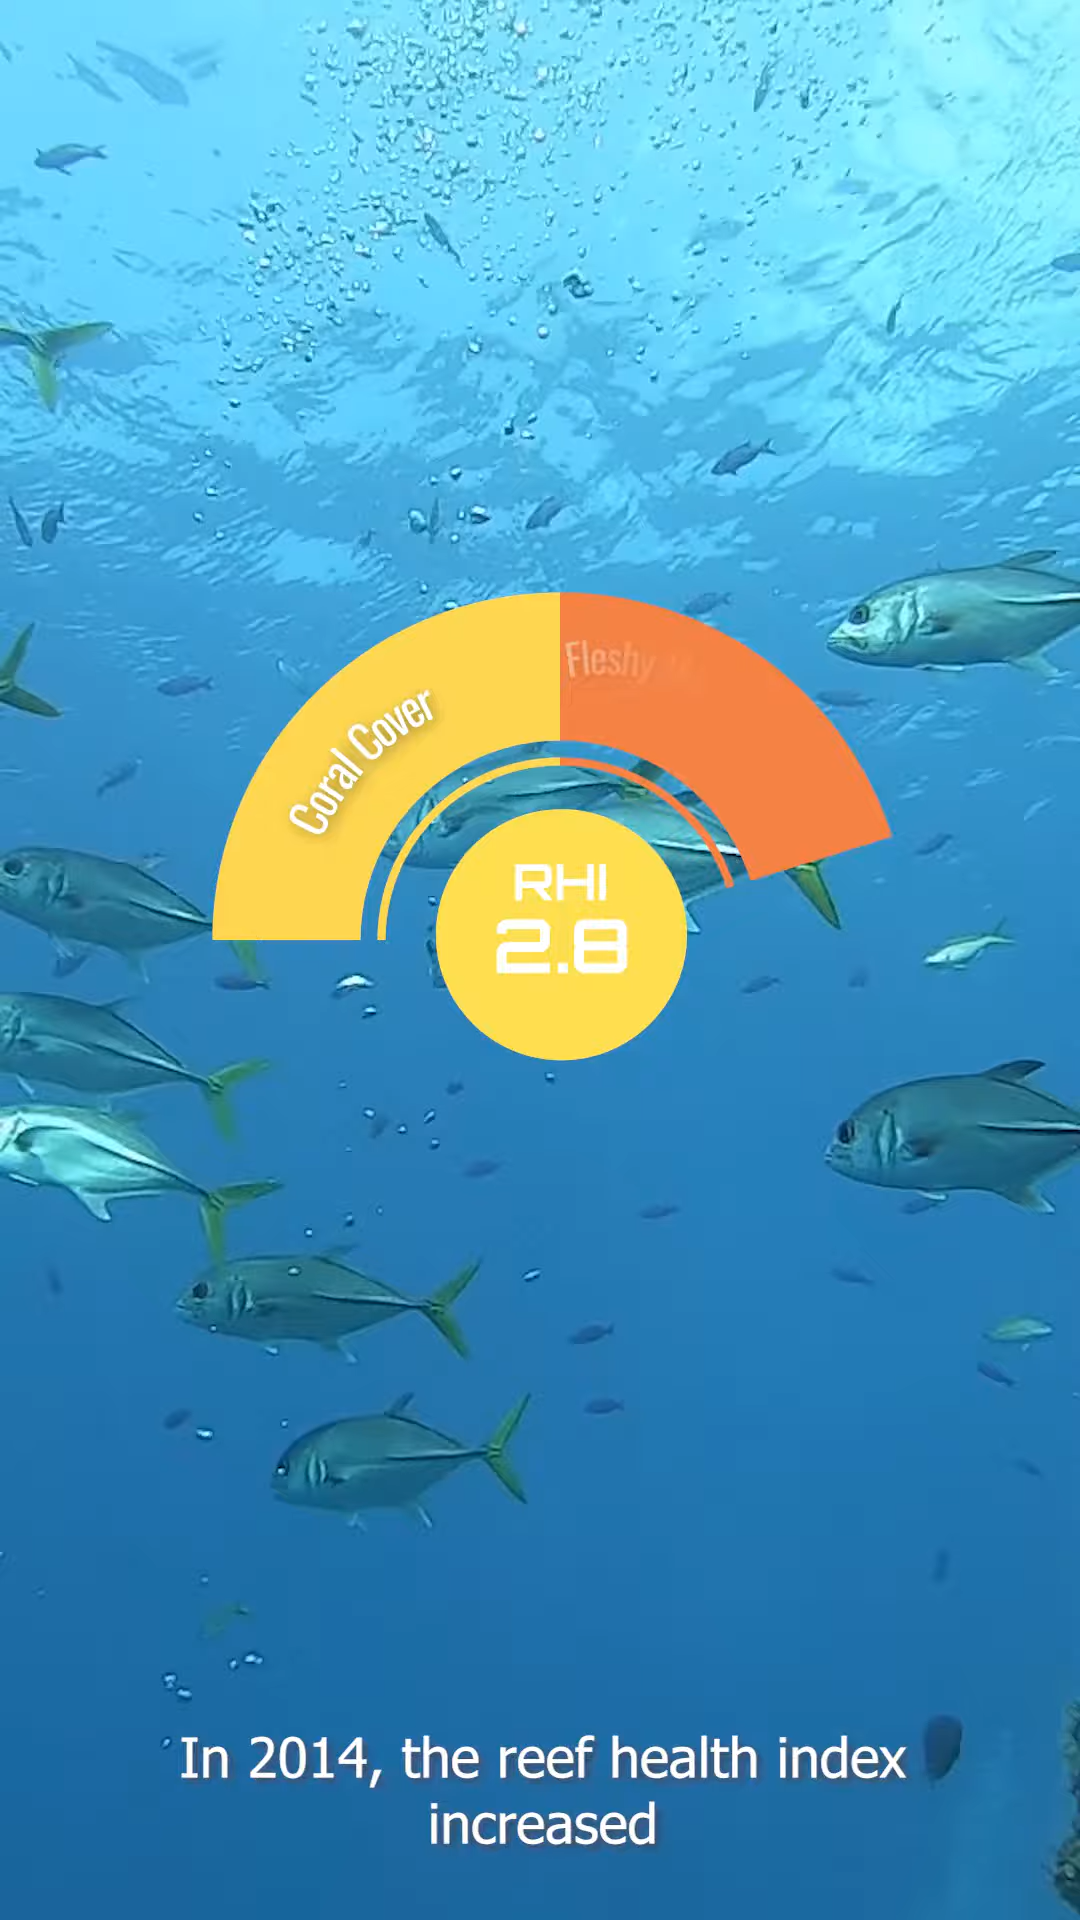 Coral Cover
Fleshy
RHI
2.8
In 2014, the reef health index
increased